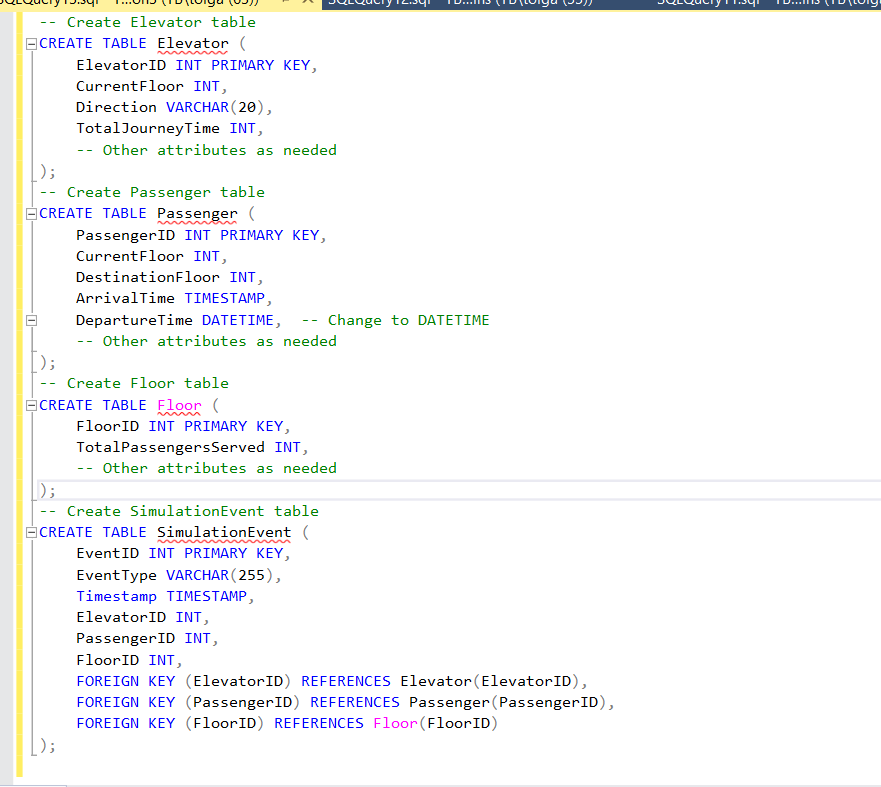 -- Create Elevator table
CREATE TABLE Elevator (
ElevatorID INT PRIMARY KEY,
CurrentFloor INT,
Direction VARCHAR(20),
TotalJourneyTime INT,
-- Other attributes as needed
);
-- Create Passenger table
CREATE TABLE Passenger (
PassengerID INT PRIMARY KEY,
CurrentFloor INT,
DestinationFloor INT,
ArrivalTime TIMESTAMP,
DepartureTime DATETIME,  -- Change to DATETIME
-- Other attributes as needed
);
-- Create Floor table
CREATE TABLE Floor (
FloorID INT PRIMARY KEY,
TotalPassengersServed INT,
-- Other attributes as needed
);
-- Create SimulationEvent table
CREATE TABLE SimulationEvent (
EventID INT PRIMARY KEY,
EventType VARCHAR(255),
Timestamp TIMESTAMP,
ElevatorID INT,
PassengerID INT,
FloorID INT,
FOREIGN KEY (ElevatorID) REFERENCES Elevator(ElevatorID),
FOREIGN KEY (PassengerID) REFERENCES Passenger(PassengerID),
FOREIGN KEY (FloorID) REFERENCES Floor(FloorID)
);